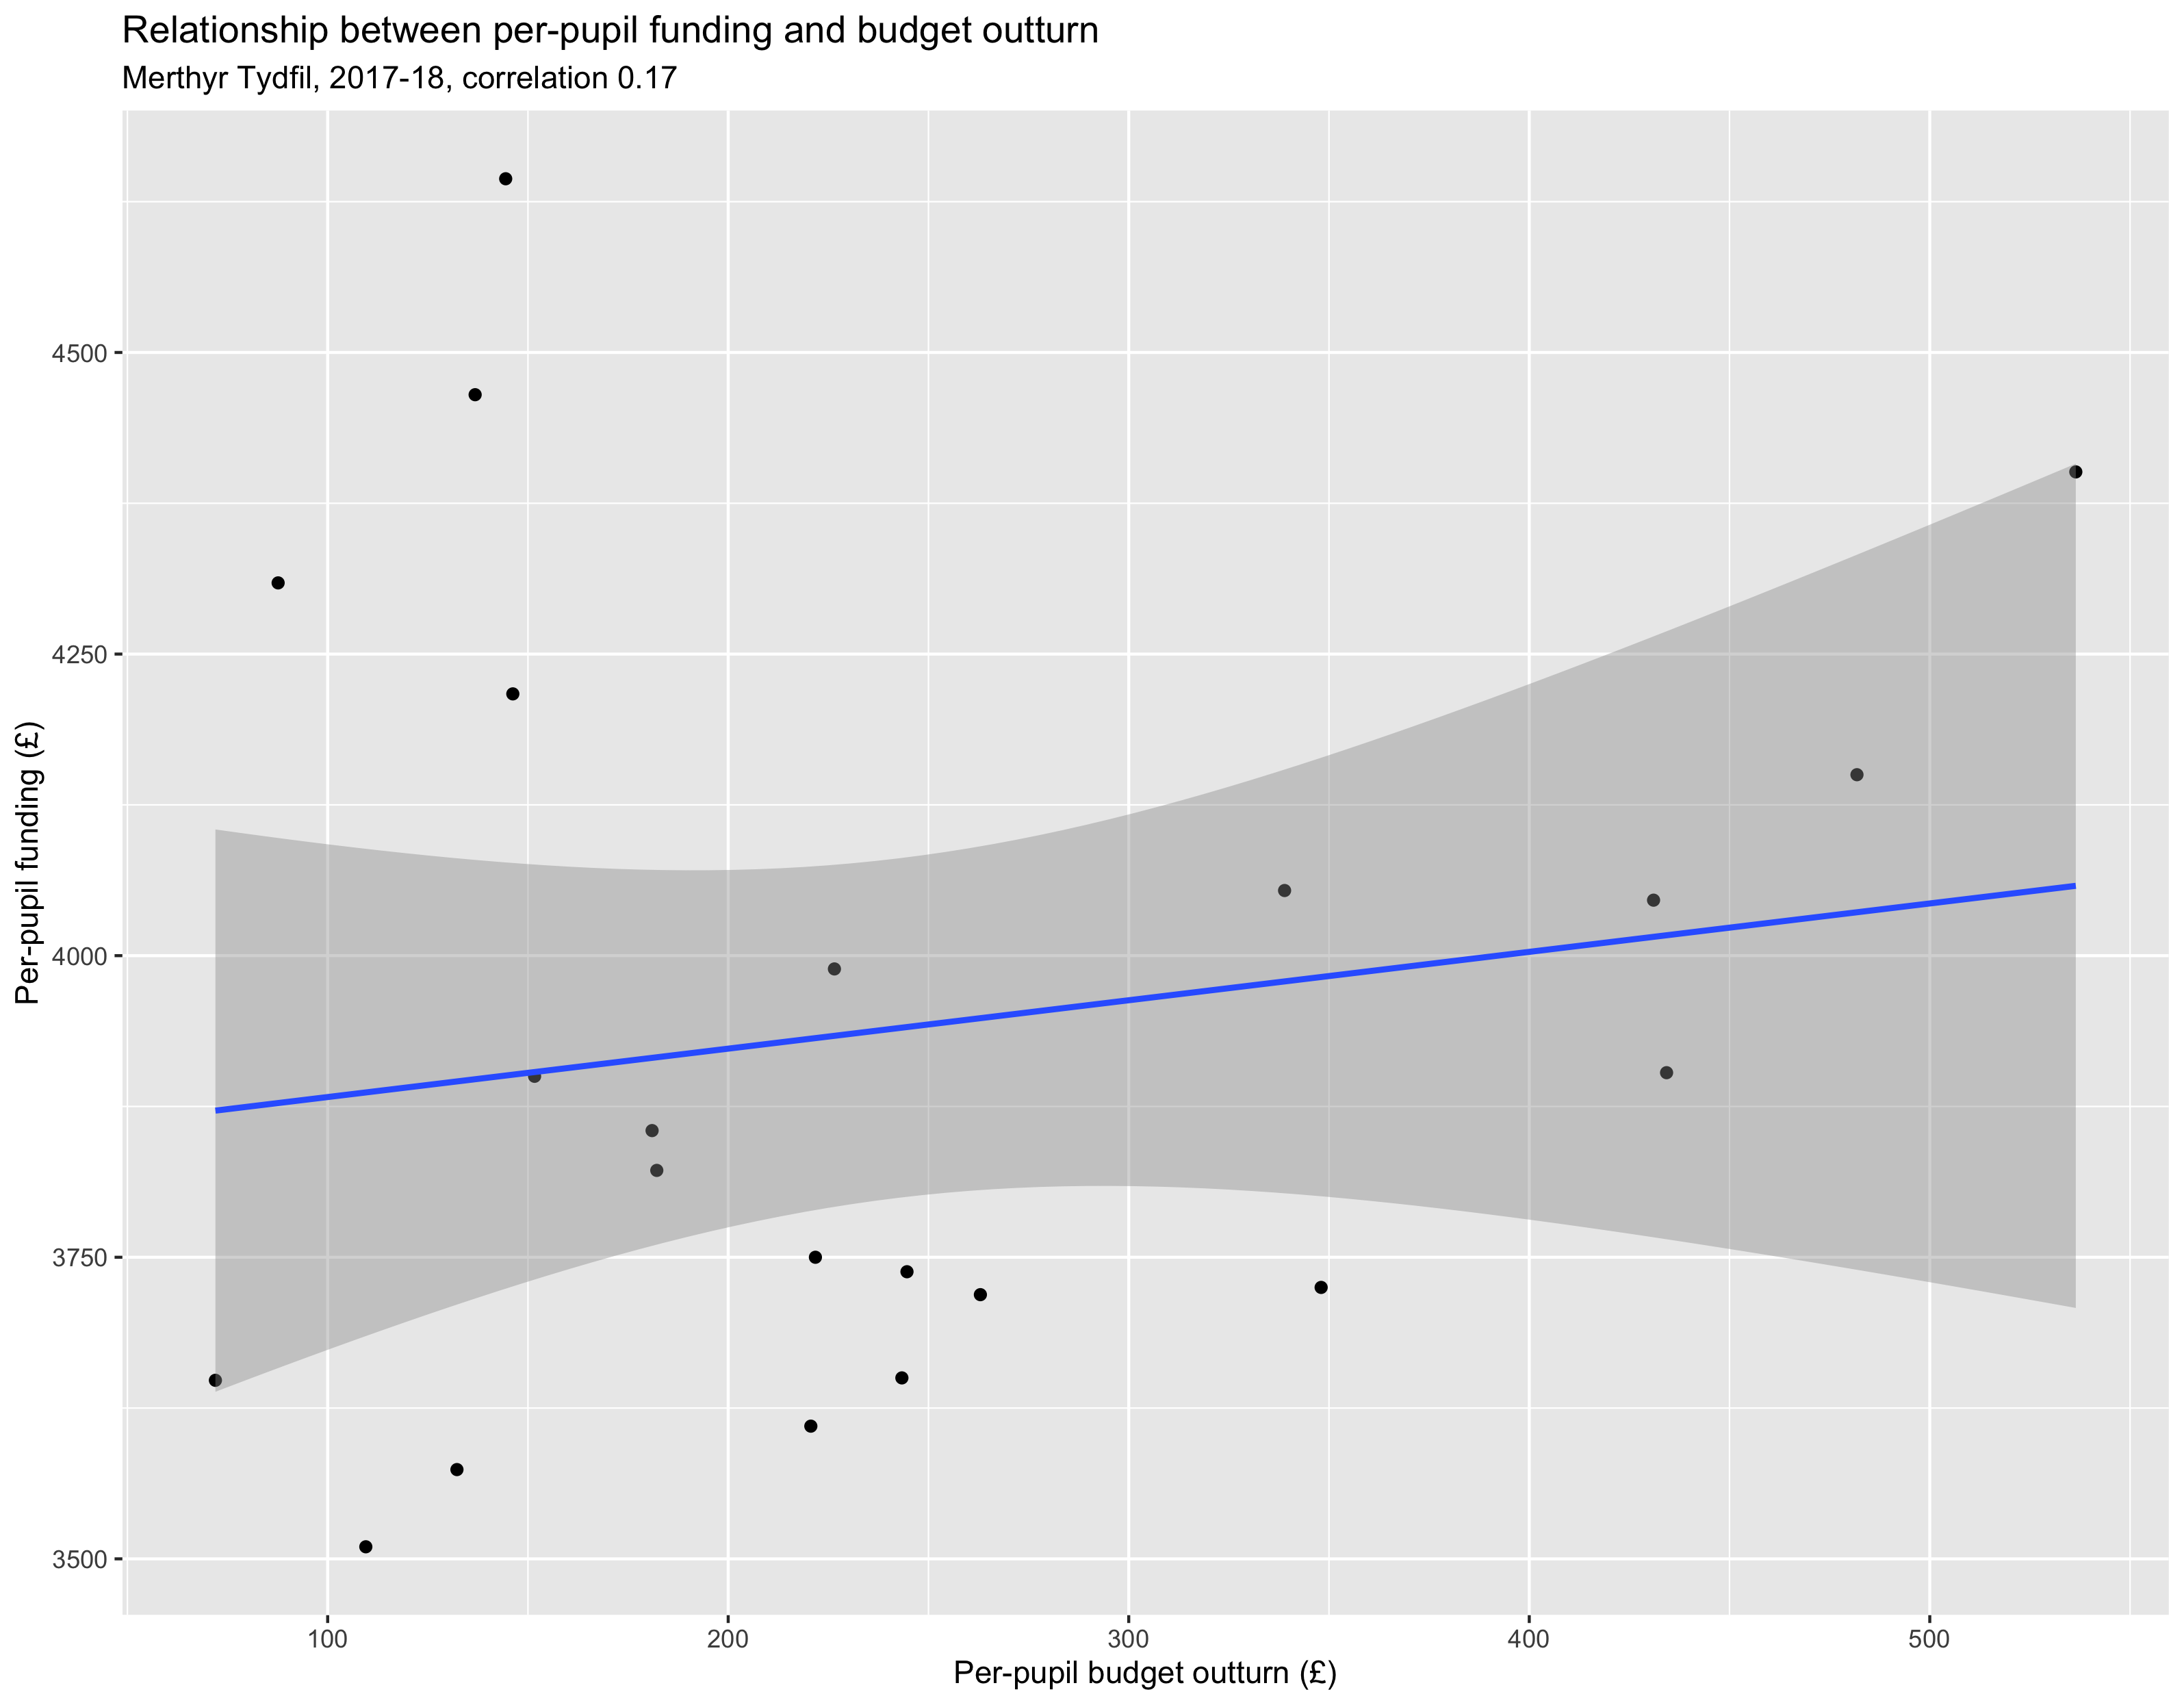 Relationship between per-pupil funding and budget outturn
Merthyr Tydfil, 2017-18, correlation 0.17
Per-pupil funding (£)
4500
4250
4000
3750
3500
100 200 300 400 500
Per-pupil budget outturn (£)